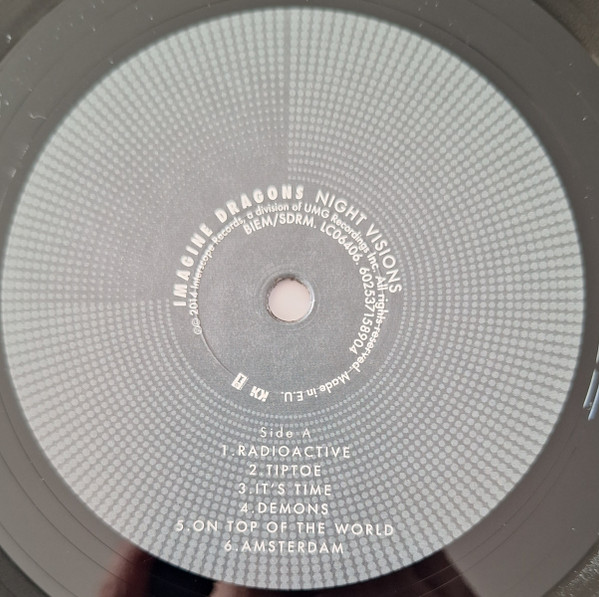 IMAGINE DRAGONS NIGHT VISIONS
℗© 2014 Interscope Records, a division of UMG Recordings Inc. All rights reserved. Made in E.U.
BIEM/SDRM. LC06406. 602537158904
Side A
1.RADIOACTIVE
2.TIPTOE
3.IT'S TIME
4.DEMONS
5.ON TOP OF THE WORLD
6.AMSTERDAM